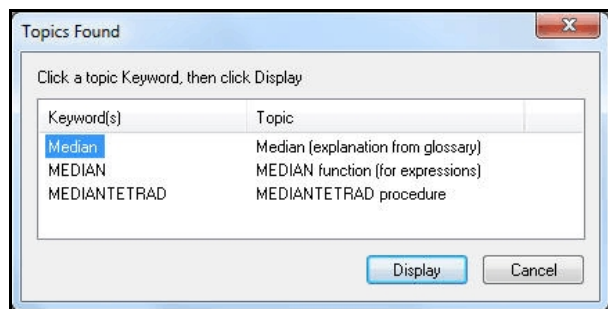 Topics Found
Click a topic Keyword, then click Display
Keyword(s) Topic
Median Median (explanation from glossary)
MEDIAN MEDIAN function (for expressions)
MEDIANTETRAD MEDIANTETRAD procedure
Display Cancel